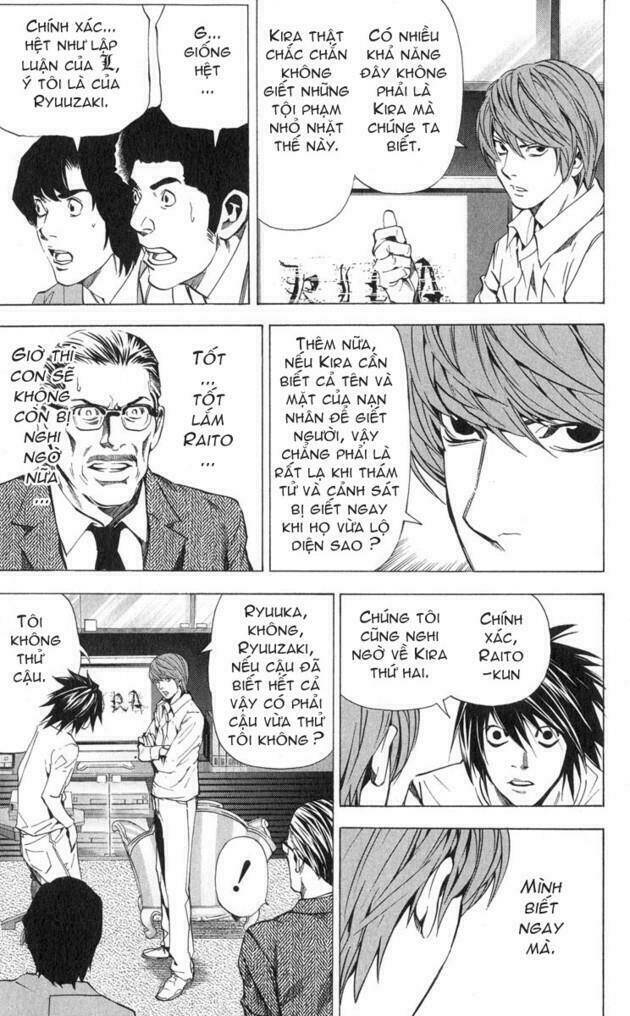 CÓ NHIỀU
KHẢ NĂNG
ĐÂY KHÔNG
PHẢI LÀ
KIRA MÀ
CHÚNG TA
BIẾT.
KIRA THẬT
CHẮC CHẮN
KHÔNG
GIẾT NHỮNG
TỘI PHẠM
NHỎ NHẶT
THẾ NÀY.
KIRA
G...
GIỐNG
HỆT
...
CHÍNH XÁC...
HỆT NHƯ LẬP
LUẬN CỦA L,
Ý TÔI LÀ CỦA
RYUUZAKI.
THÊM NỮA,
NẾU KIRA CẦN
BIẾT CẢ TÊN VÀ
MẶT CỦA NẠN
NHÂN ĐỂ GIẾT
NGƯỜI, VẬY
CHẲNG PHẢI LÀ
RẤT LẠ KHI THÁM
TỬ VÀ CẢNH SÁT
BỊ GIẾT NGAY
KHI HỌ VỪA LỘ
DIỆN SAO ?
TỐT
...
TỐT
LẮM
RAITO
...
GIỜ THÌ
CON SẼ
KHÔNG
CÒN BỊ
NGHI
NGỜ
NỮA
...
CHÍNH
XÁC,
RAITO
-KUN
CHÚNG TÔI
CŨNG NGHI
NGỜ VỀ KIRA
THỨ HAI.
MÌNH
BIẾT
NGAY
MÀ.
RYUUKA,
KHÔNG,
RYUUZAKI,
NẾU CẬU ĐÃ
BIẾT HẾT CẢ
VẬY CÓ PHẢI
CẬU VỪA THỬ
TÔI KHÔNG ?
!
TÔI
KHÔNG
THỬ
CẬU.